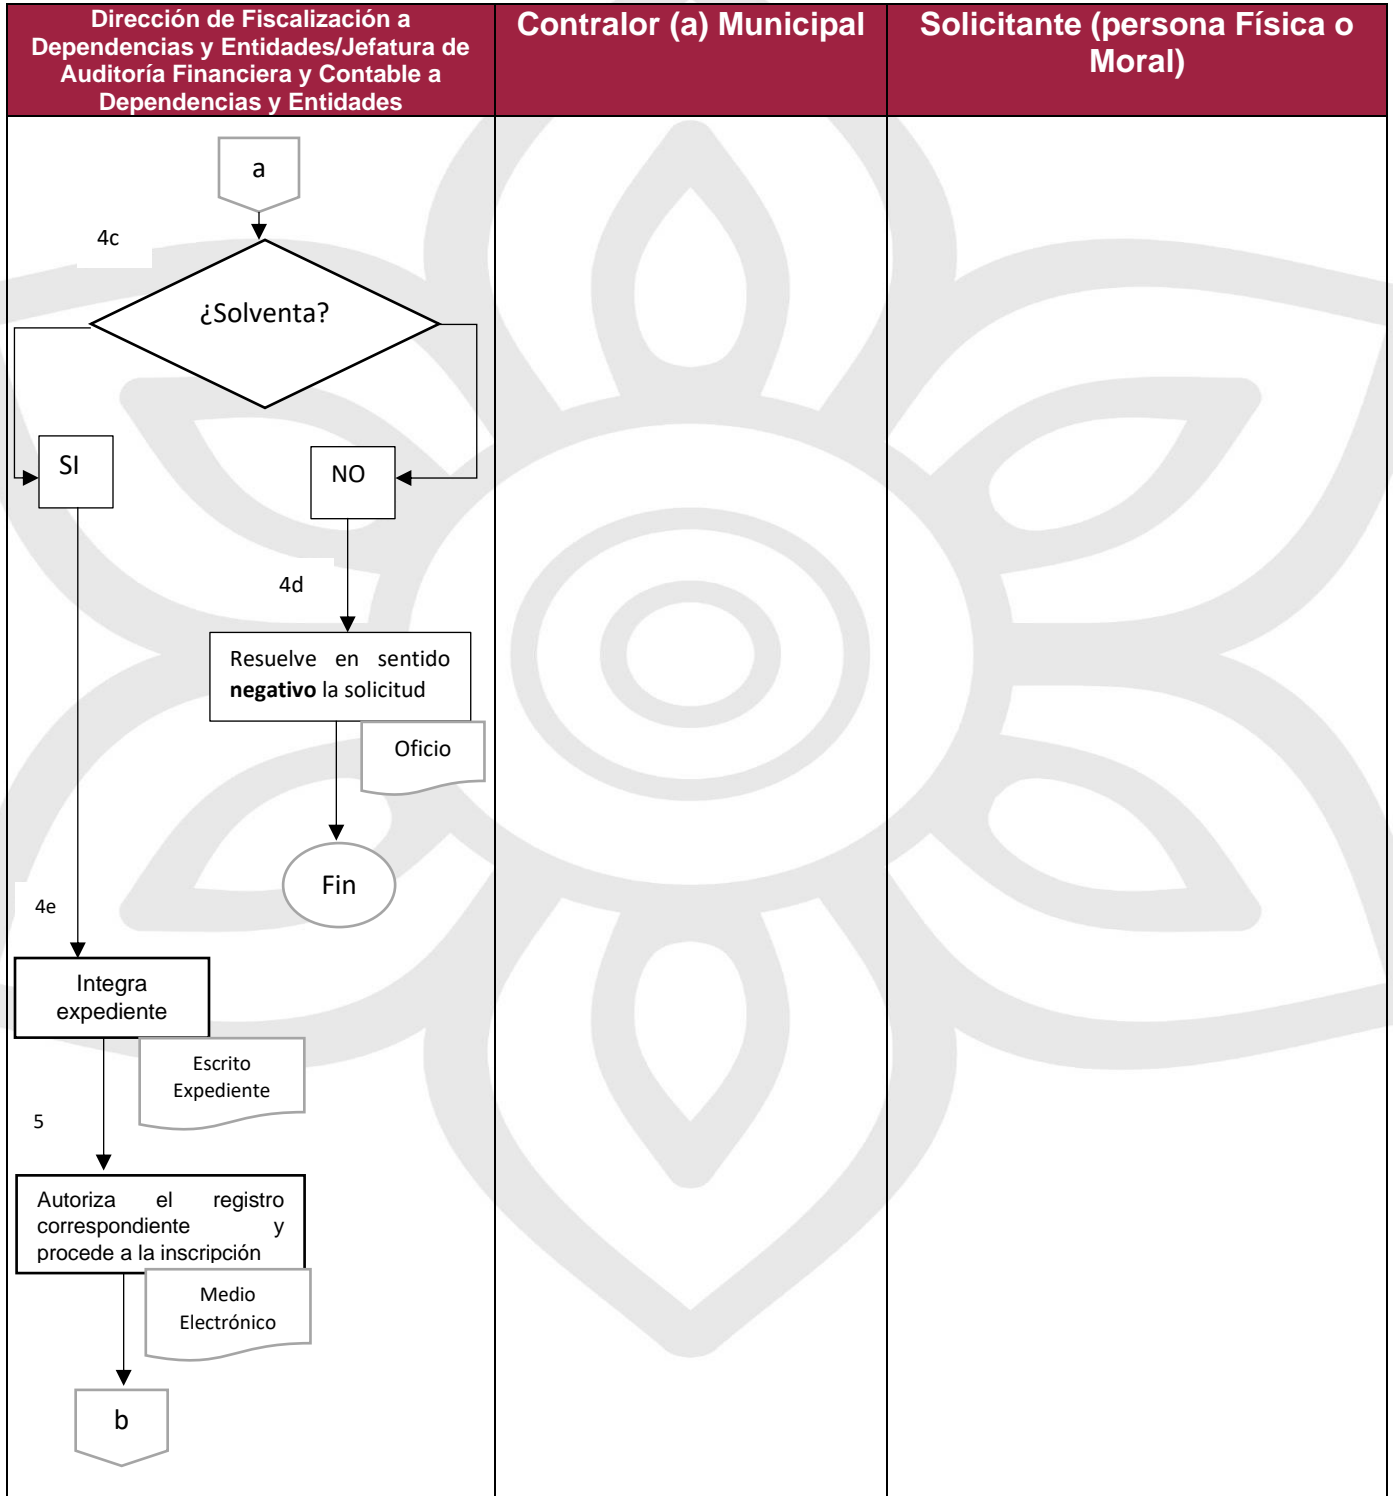 Dirección de Fiscalización a
Dependencias y Entidades/Jefatura de
Auditoría Financiera y Contable a
Dependencias y Entidades
Contralor (a) Municipal
Solicitante (persona Física o
Moral)
a
4c
¿Solventa?
SI
NO
4d
Resuelve en sentido
negativo la solicitud
Oficio
Fin
4e
Integra
expediente
Escrito
Expediente
5
Autoriza el registro
correspondiente y
procede a la inscripción
Medio
Electrónico
b